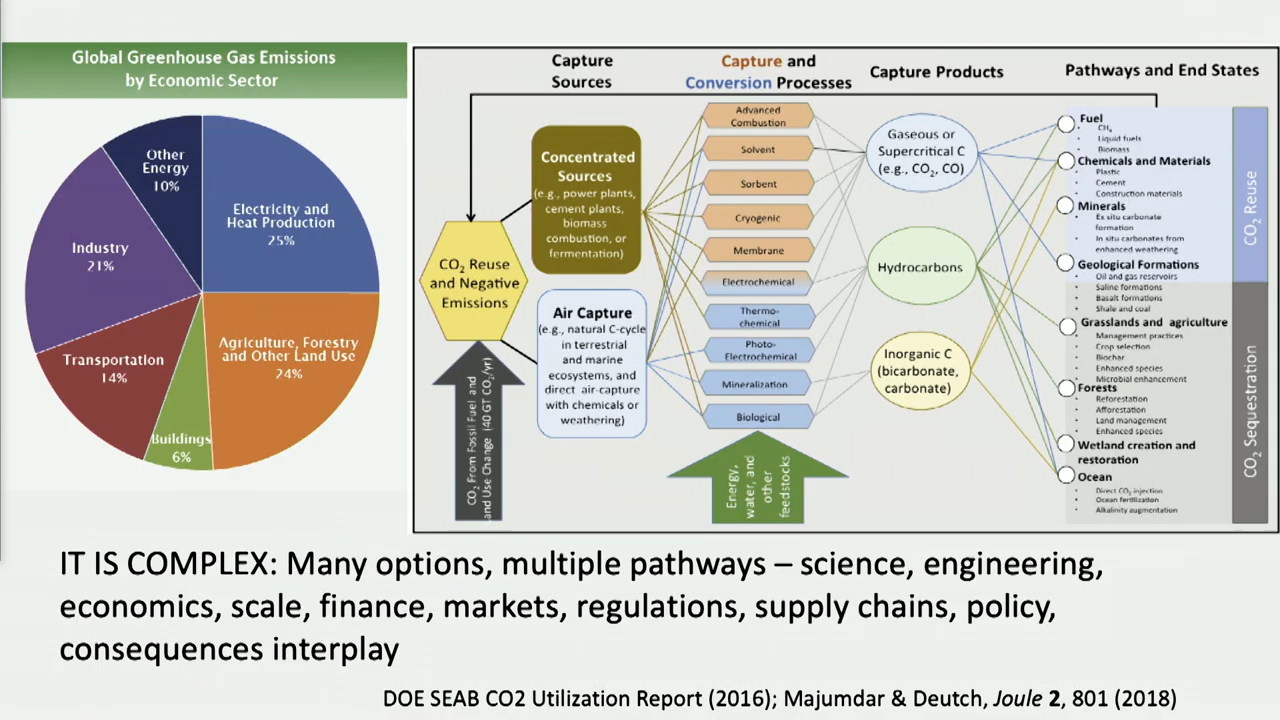 Global Greenhouse Gas Emissions
by Economic Sector
Other
Energy
10%
Electricity and
Heat Production
25%
Industry
21%
Agriculture, Forestry
and Other Land Use
24%
Transportation
14%
Buildings
6%
Capture
Sources
Capture and
Conversion Processes
Capture Products
Pathways and End States
CO2 Reuse
and Negative
Emissions
CO2 From Fossil Fuel and
and Use Change (40 GT CO2/yr)
Concentrated
Sources
(e.g., power plants,
cement plants,
biomass
combustion, or
fermentation)
Air Capture
(e.g., natural C-cycle
in terrestrial
and marine
ecosystems, and
direct air-capture
with chemicals or
weathering)
Advanced
Combustion
Solvent
Sorbent
Cryogenic
Membrane
Electrochemical
Thermo-
chemical
Photo-
Electrochemical
Mineralization
Biological
Energy,
water, and
other
feedstocks
Gaseous or
Supercritical C
(e.g., CO2, CO)
Hydrocarbons
Inorganic C
(bicarbonate,
carbonate)
Fuel
• CH4
• Liquid fuels
• Biomass
Chemicals and Materials
• Plastic
• Cement
• Construction materials
Minerals
• Ex situ carbonate
formation
• In situ carbonates from
enhanced weathering
Geological Formations
• Oil and gas reservoirs
• Saline formations
• Basalt formations
• Shale and coal
Grasslands and agriculture
• Management practices
• Crop selection
• Biochar
• Enhanced species
• Microbial enhancement
Forests
• Reforestation
• Afforestation
• Land management
• Enhanced species
Wetland creation and
restoration
Ocean
• Direct CO2 injection
• Ocean fertilization
• Alkalinity augmentation
CO2 Reuse
CO2 Sequestration
IT IS COMPLEX: Many options, multiple pathways – science, engineering,
economics, scale, finance, markets, regulations, supply chains, policy,
consequences interplay
DOE SEAB CO2 Utilization Report (2016); Majumdar & Deutch, Joule 2, 801 (2018)